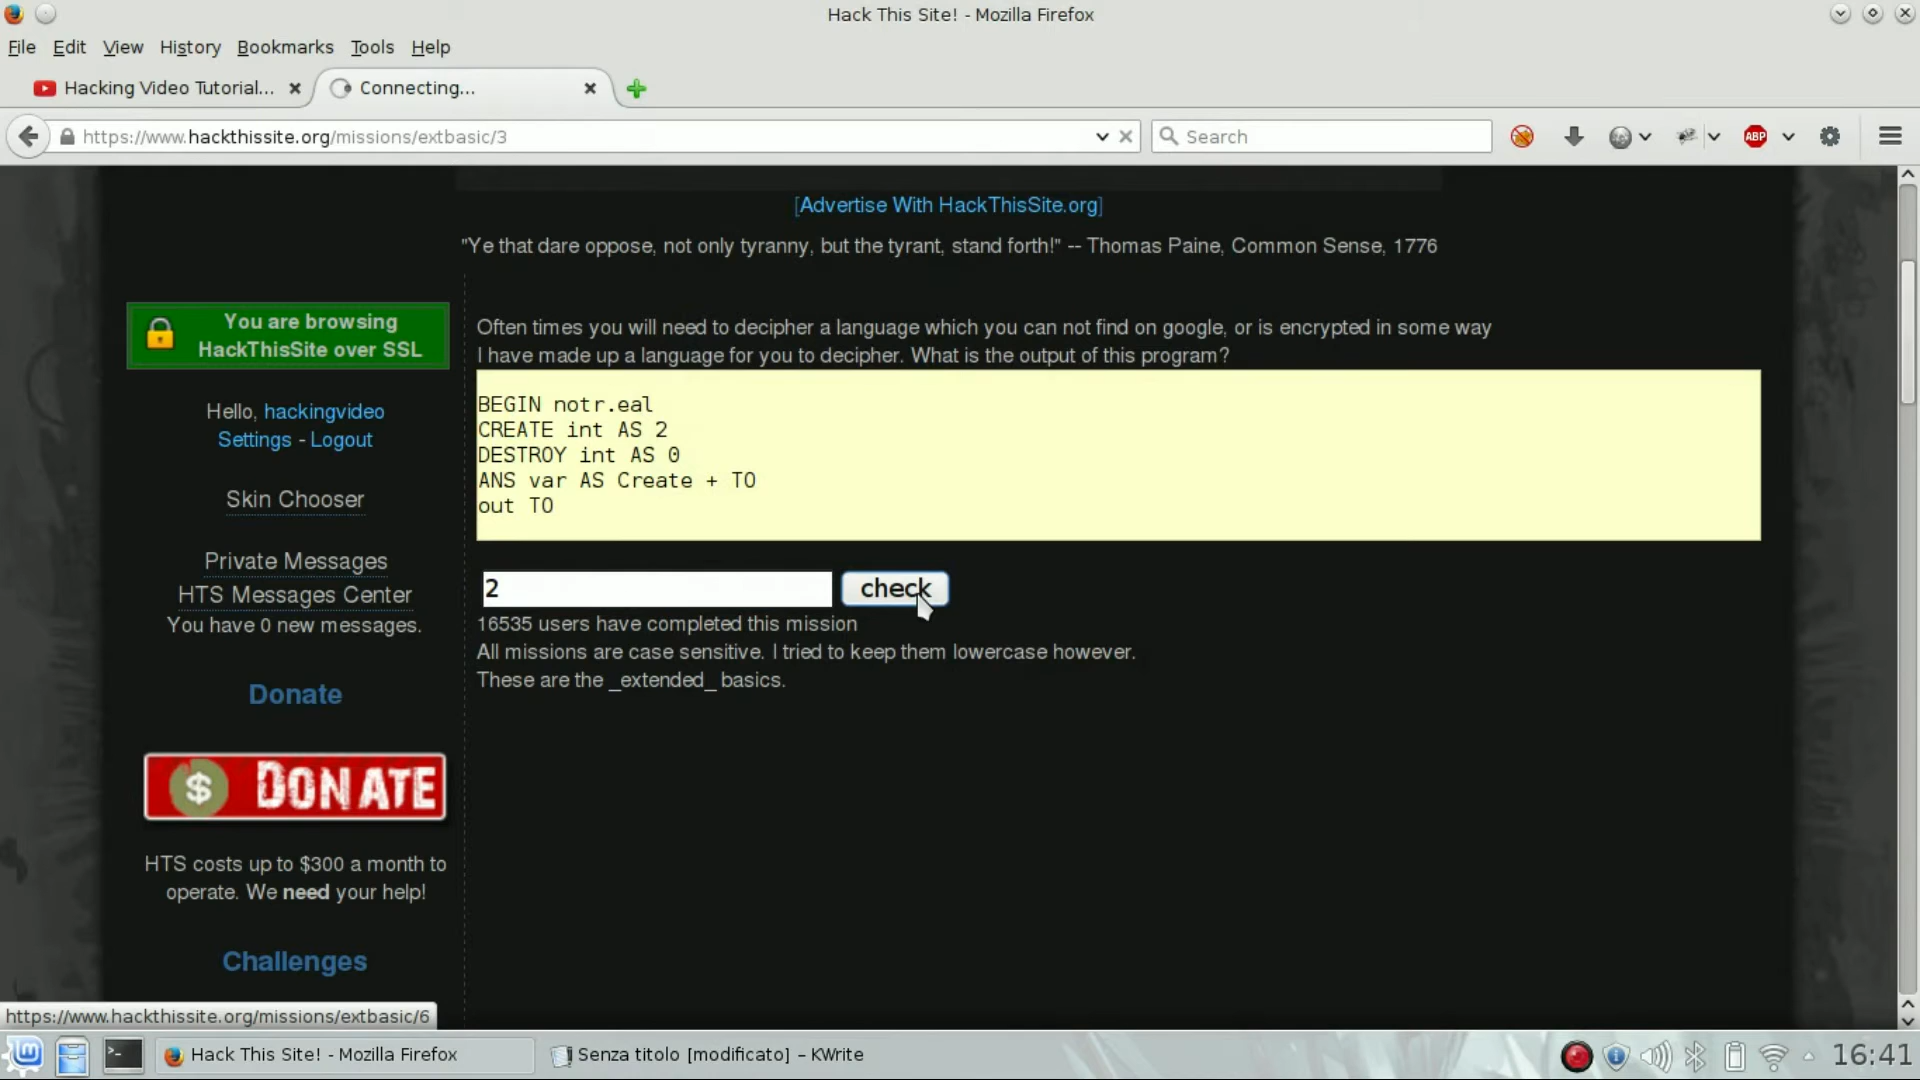 Hack This Site! - Mozilla Firefox
File Edit View History Bookmarks Tools Help
Hacking Video Tutorial...
Connecting...
https://www.hackthissite.org/missions/extbasic/3
Search
ABP
[Advertise With HackThisSite.org]
"Ye that dare oppose, not only tyranny, but the tyrant, stand forth!" -- Thomas Paine, Common Sense, 1776
You are browsing
HackThisSite over SSL
Hello, hackingvideo
Settings - Logout
Skin Chooser
Private Messages
HTS Messages Center
You have 0 new messages.
Donate
$ DONATE
HTS costs up to $300 a month to
operate. We need your help!
Challenges
Often times you will need to decipher a language which you can not find on google, or is encrypted in some way
I have made up a language for you to decipher. What is the output of this program?
BEGIN notr.eal
CREATE int AS 2
DESTROY int AS 0
ANS var AS Create + TO
out TO
2
check
16535 users have completed this mission
All missions are case sensitive. I tried to keep them lowercase however.
These are the _extended_ basics.
https://www.hackthissite.org/missions/extbasic/6
Hack This Site! - Mozilla Firefox
Senza titolo [modificato] – KWrite
16:41